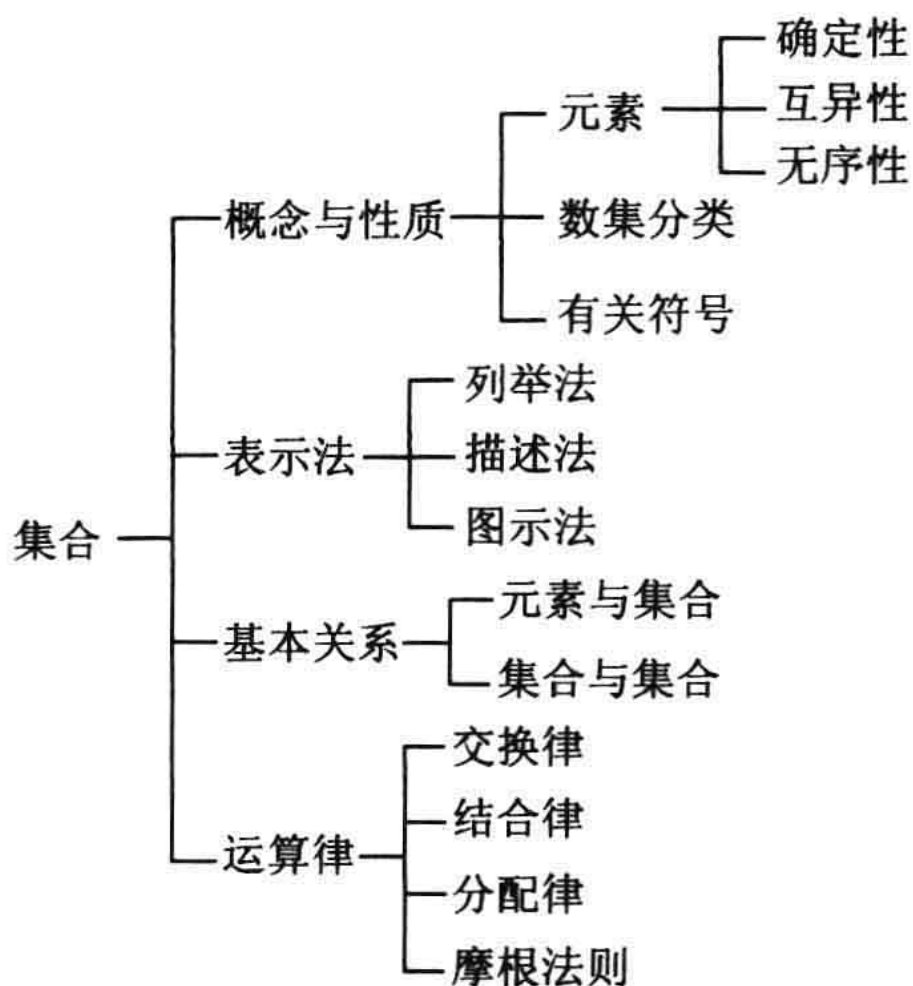 集合
概念与性质
元素
确定性
互异性
无序性
数集分类
有关符号
表示法
列举法
描述法
图示法
基本关系
元素与集合
集合与集合
运算律
交换律
结合律
分配律
摩根法则